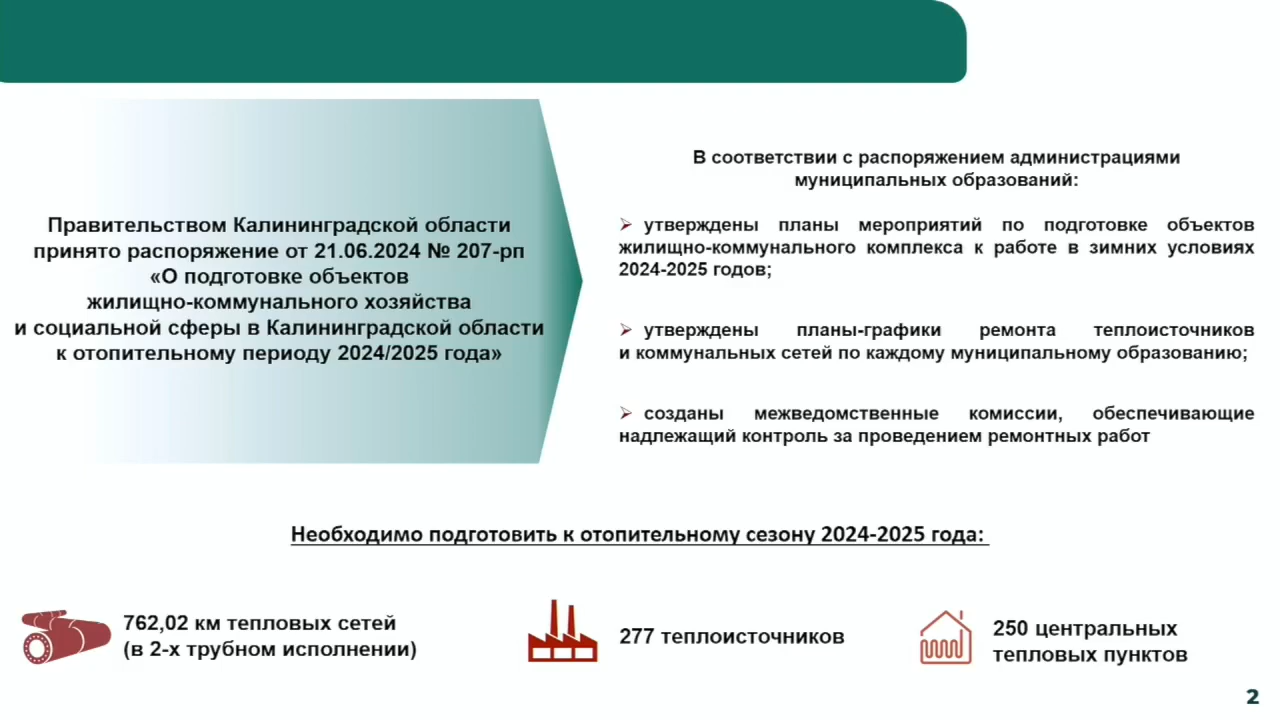 Правительством Калининградской области
принято распоряжение от 21.06.2024 № 207-рп
«О подготовке объектов
жилищно-коммунального хозяйства
и социальной сферы в Калининградской области
к отопительному периоду 2024/2025 года»
В соответствии с распоряжением администрациями
муниципальных образований:
утверждены планы мероприятий по подготовке объектов
жилищно-коммунального комплекса к работе в зимних условиях
2024-2025 годов;
утверждены планы-графики ремонта теплоисточников
и коммунальных сетей по каждому муниципальному образованию;
созданы межведомственные комиссии, обеспечивающие
надлежащий контроль за проведением ремонтных работ
Необходимо подготовить к отопительному сезону 2024-2025 года:
762,02 км тепловых сетей
(в 2-х трубном исполнении)
277 теплоисточников
250 центральных
тепловых пунктов
2